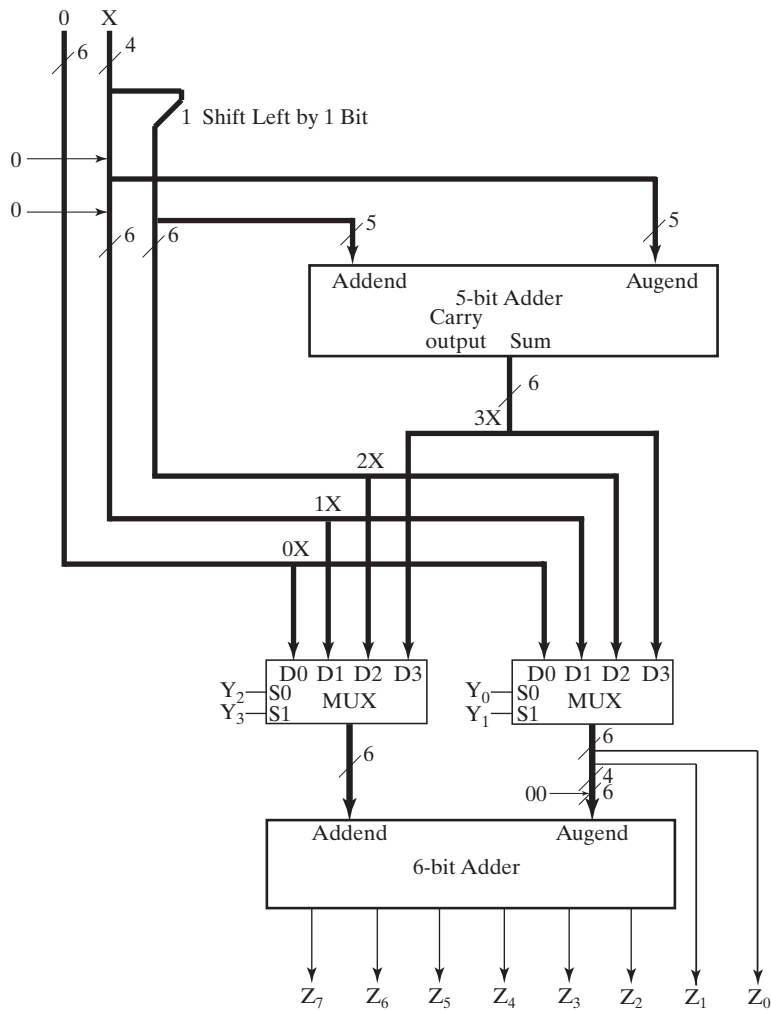 0 X
6 4
1 Shift Left by 1 Bit
0
0
6 6 5 5
Addend Augend
5-bit Adder
Carry
output Sum
6
3X
2X
1X
0X
D0 D1 D2 D3 D0 D1 D2 D3
Y2 S0 MUX Y0 S0 MUX
Y3 S1 Y1 S1
6 6
4
00 6
Addend Augend
6-bit Adder
Z7 Z6 Z5 Z4 Z3 Z2 Z1 Z0